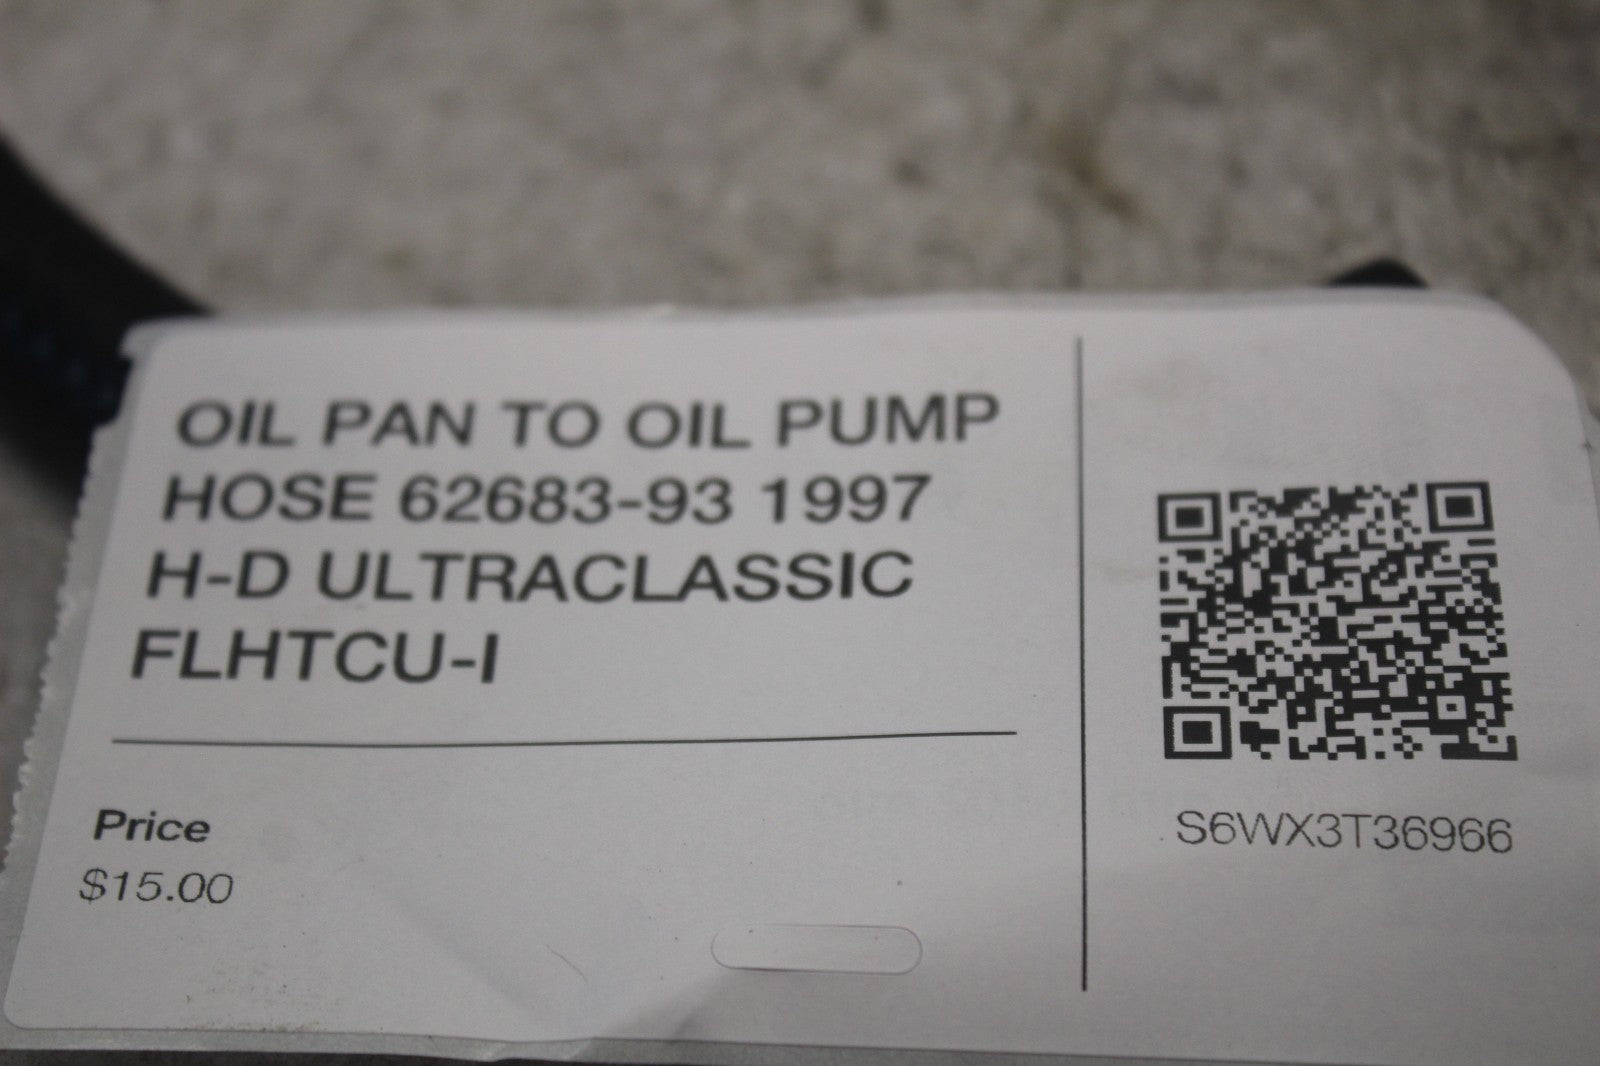 OIL PAN TO OIL PUMP
HOSE 62683-93 1997
H-D ULTRACLASSIC
FLHTCU-I
Price
$15.00
S6WX3T36966